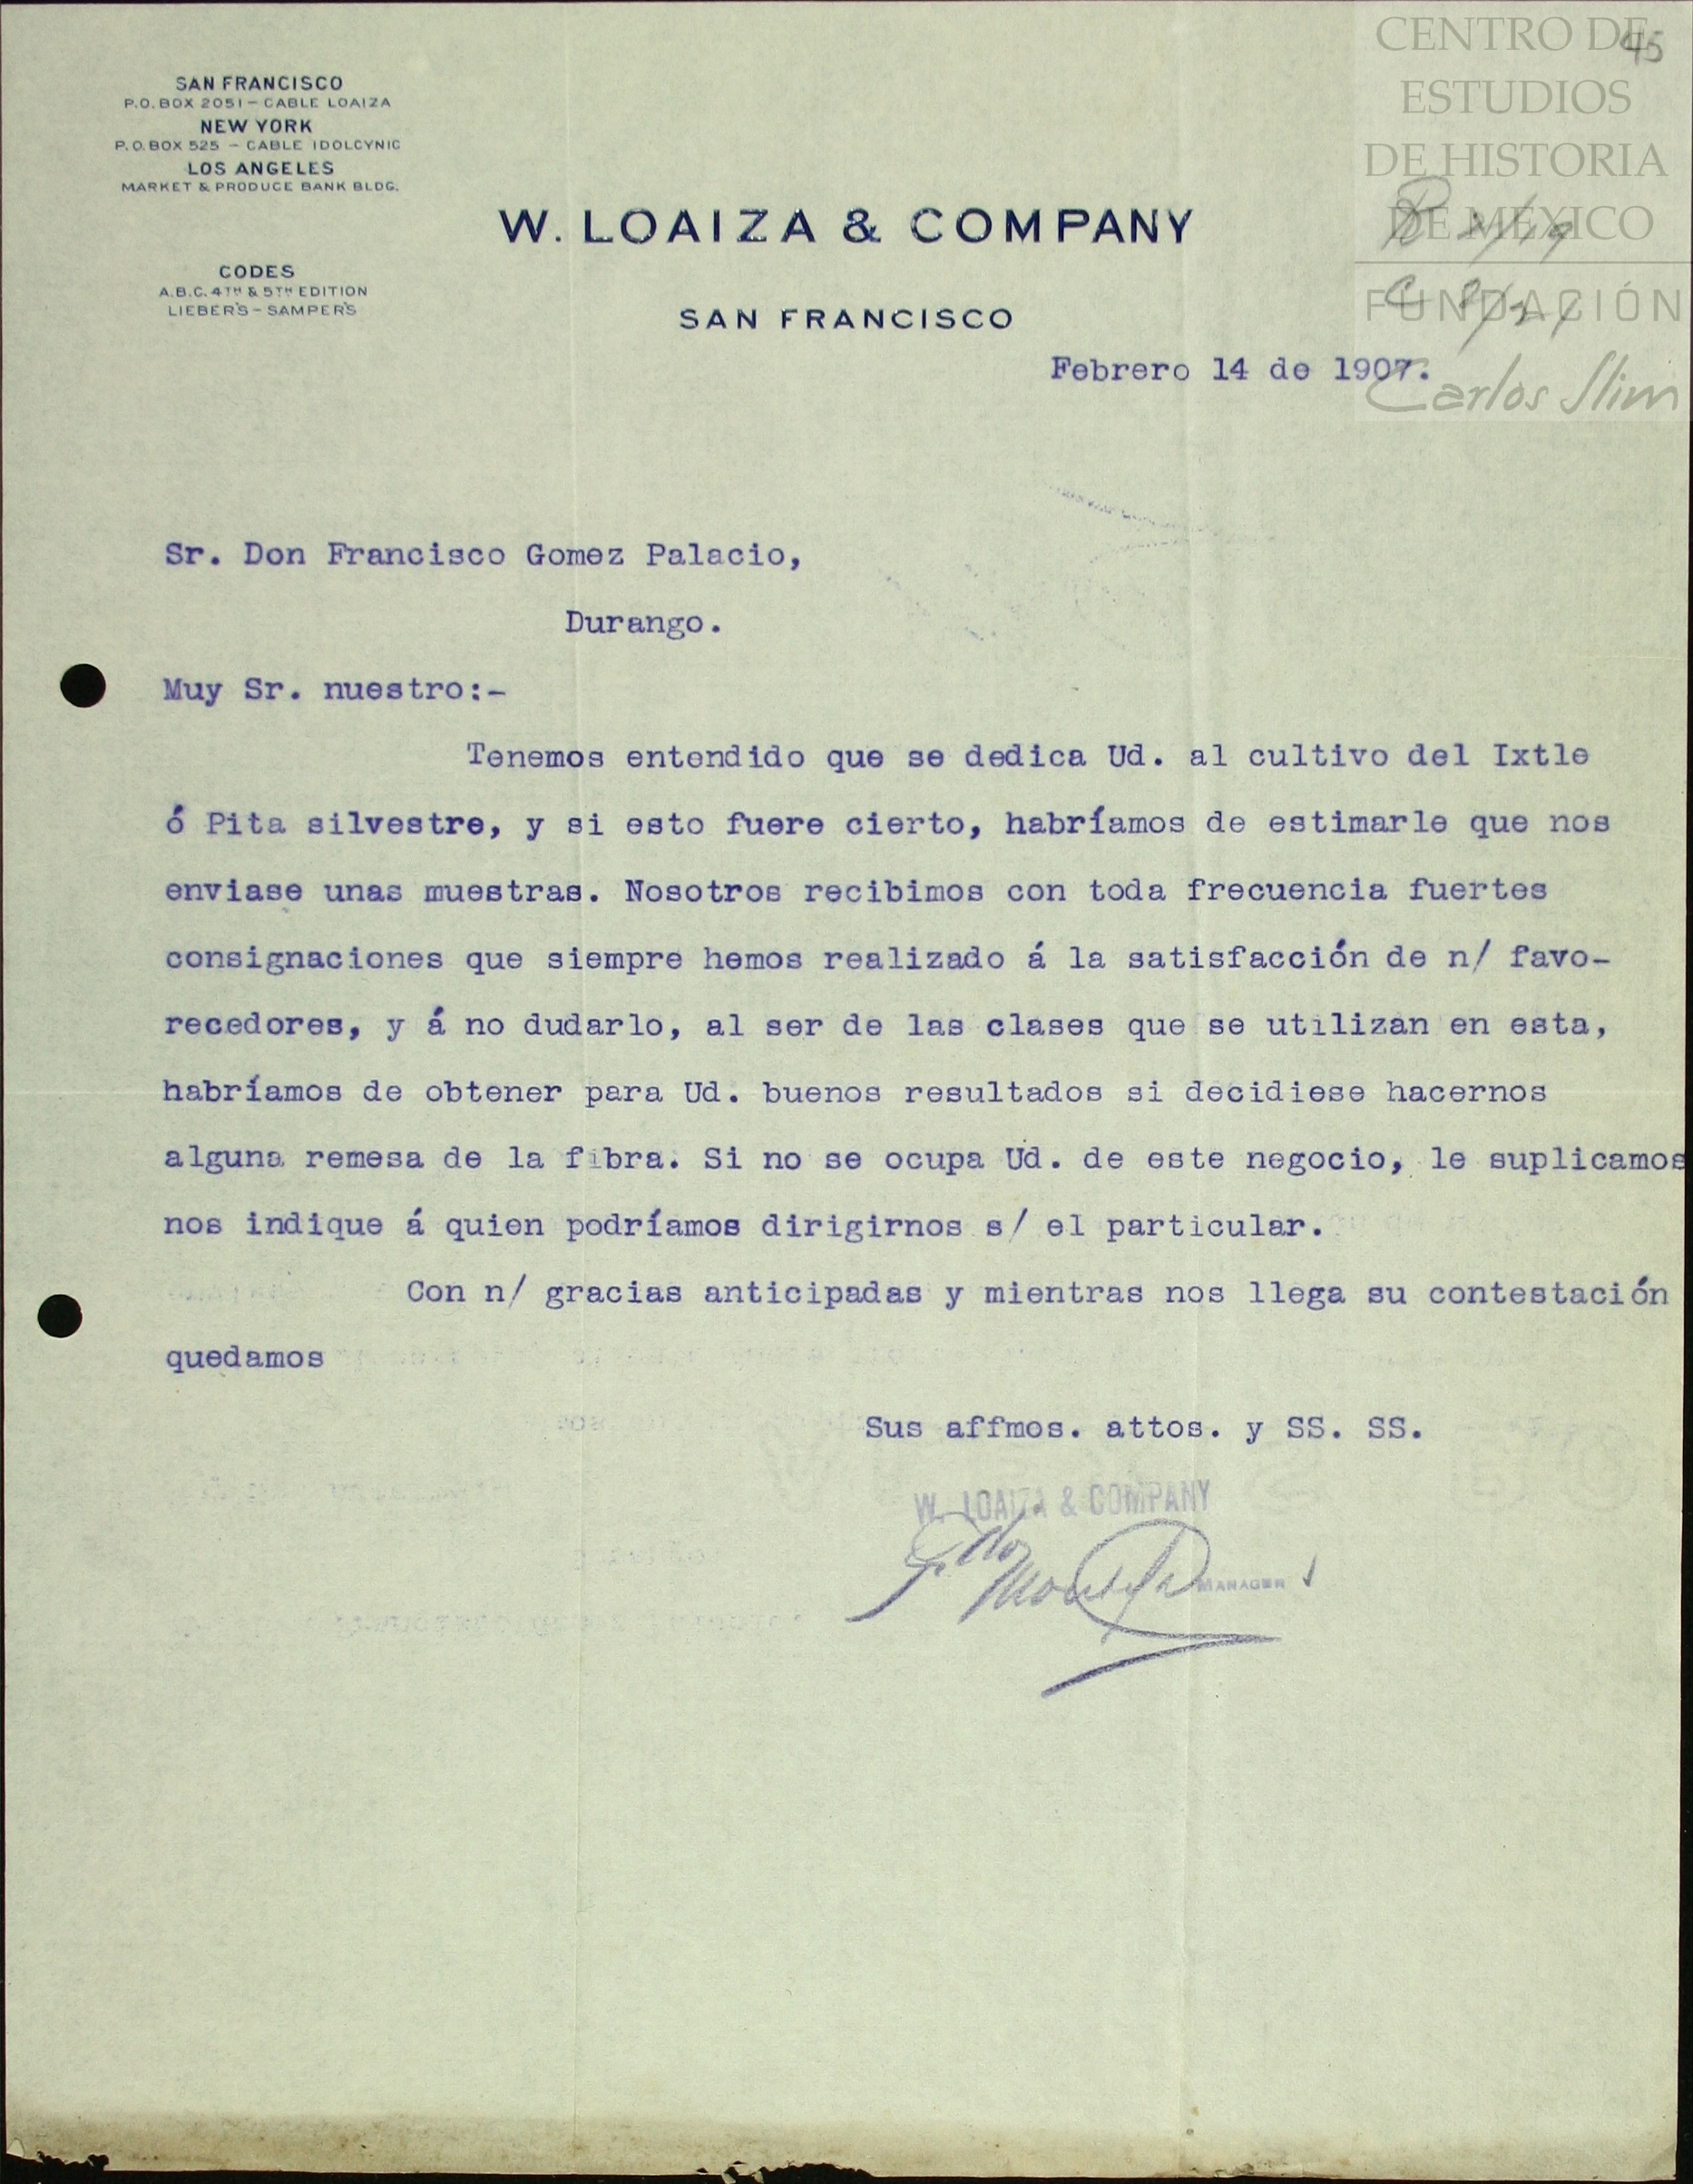 SAN FRANCISCO
P.O. BOX 2051 – CABLE LOAIZA
NEW YORK
P.O. BOX 525 – CABLE IDOLCYNIC
LOS ANGELES
MARKET & PRODUCE BANK BLDG.
CODES
A.B.C. 4TH & 5TH EDITION
LIEBER'S – SAMPER'S
W. LOAIZA & COMPANY
SAN FRANCISCO
45
CENTRO DE
ESTUDIOS
DE HISTORIA
DE MÉXICO
FUNDACIÓN
Carlos Slim
Febrero 14 de 1907.
Sr. Don Francisco Gomez Palacio,
Durango.
Muy Sr. nuestro:-
Tenemos entendido que se dedica Ud. al cultivo del Ixtle
ó Pita silvestre, y si esto fuere cierto, habríamos de estimarle que nos
enviase unas muestras. Nosotros recibimos con toda frecuencia fuertes
consignaciones que siempre hemos realizado á la satisfacción de n/ favo-
recedores, y á no dudarlo, al ser de las clases que se utilizan en esta,
habríamos de obtener para Ud. buenos resultados si decidiese hacernos
alguna remesa de la fibra. Si no se ocupa Ud. de este negocio, le suplicamos
nos indique á quien podríamos dirigirnos s/ el particular.
Con n/ gracias anticipadas y mientras nos llega su contestación
quedamos
Sus affmos. attos. y SS. SS.
W. LOAIZA & COMPANY
MANAGER